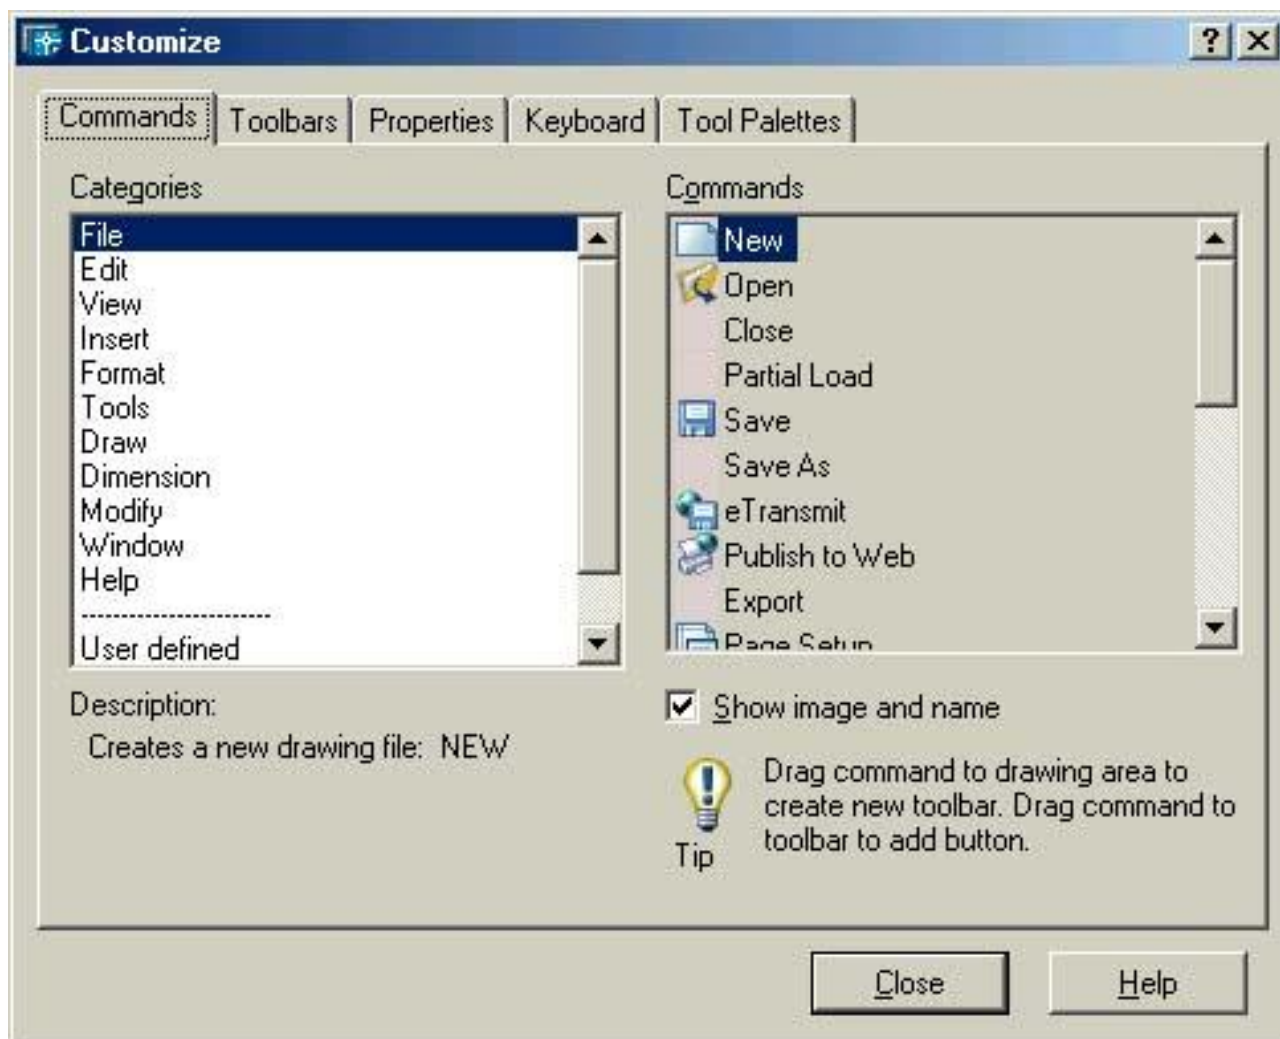 Customize
Commands Toolbars Properties Keyboard Tool Palettes
Categories
File
Edit
View
Insert
Format
Tools
Draw
Dimension
Modify
Window
Help
----------------------
User defined
Commands
New
Open
Close
Partial Load
Save
Save As
eTransmit
Publish to Web
Export
Page Setup
Description:
Creates a new drawing file: NEW
Show image and name
Drag command to drawing area to
create new toolbar. Drag command to
toolbar to add button.
Tip
Close Help